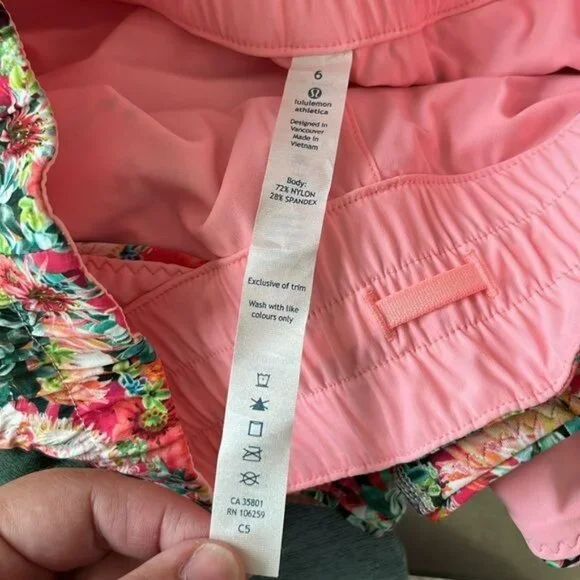 6
lululemon
athletica
Designed in
Vancouver
Made in
Vietnam
Body:
72% NYLON
28% SPANDEX
Exclusive of trim
Wash with like
colours only
CA 35801
RN 106259
C5